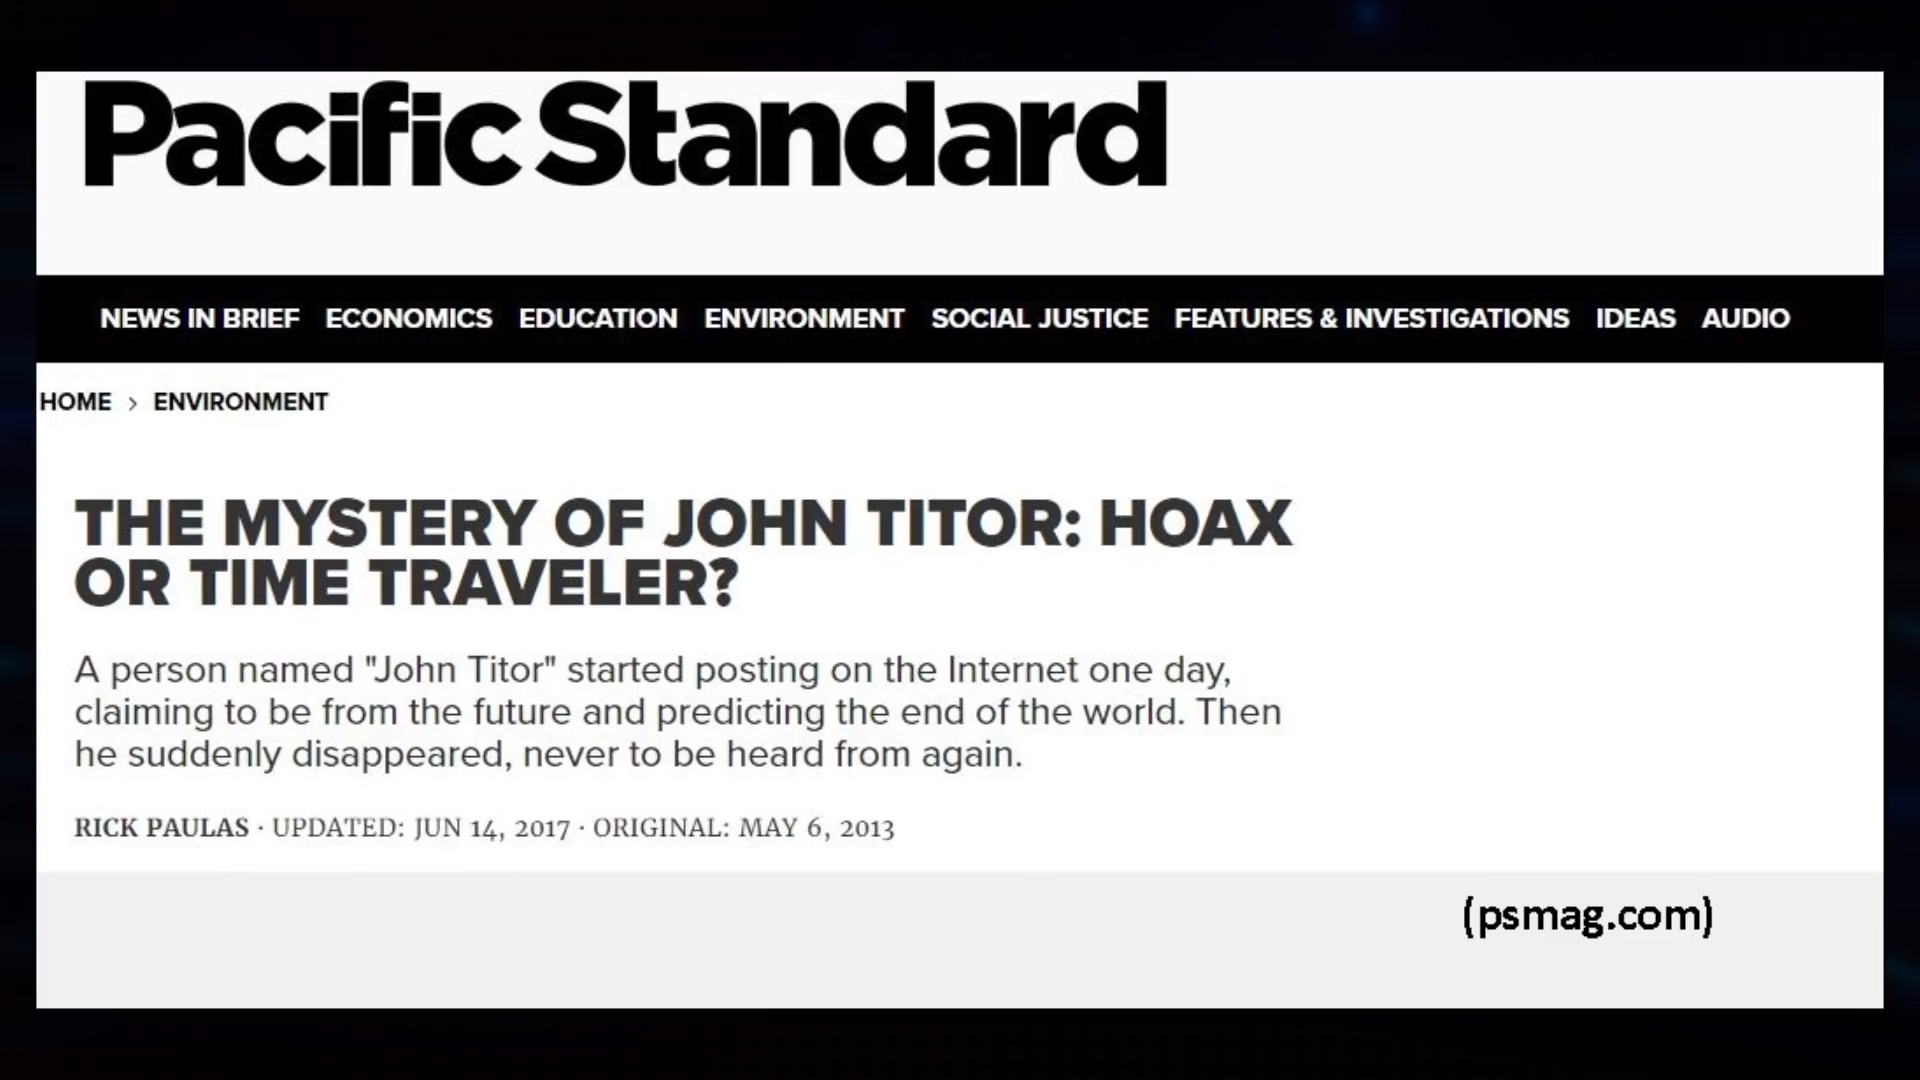 Pacific Standard
NEWS IN BRIEF ECONOMICS EDUCATION ENVIRONMENT SOCIAL JUSTICE FEATURES & INVESTIGATIONS IDEAS AUDIO
HOME > ENVIRONMENT
THE MYSTERY OF JOHN TITOR: HOAX
OR TIME TRAVELER?
A person named "John Titor" started posting on the Internet one day,
claiming to be from the future and predicting the end of the world. Then
he suddenly disappeared, never to be heard from again.
RICK PAULAS · UPDATED: JUN 14, 2017 · ORIGINAL: MAY 6, 2013
(psmag.com)